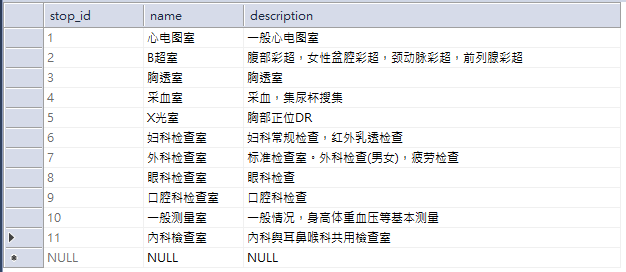 stop_id name description
1 心电图室 一般心电图室
2 B超室 腹部彩超，女性盆腔彩超，颈动脉彩超，前列腺彩超
3 胸透室 胸透室
4 采血室 采血，集尿杯搜集
5 X光室 胸部正位DR
6 妇科检查室 妇科常规检查，红外乳透检查
7 外科检查室 标准检查室。外科检查(男女)，疲劳检查
8 眼科检查室 眼科检查
9 口腔科检查室 口腔科检查
10 一般测量室 一般情况，身高体重血压等基本测量
11 內科檢查室 內科與耳鼻喉科共用檢查室
NULL NULL NULL